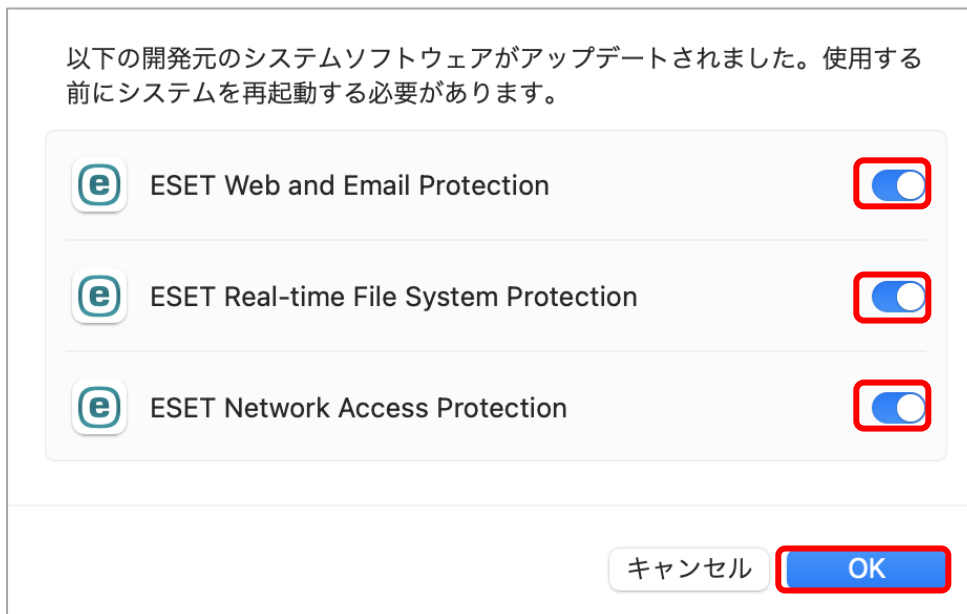 以下の開発元のシステムソフトウェアがアップデートされました。使用する
前にシステムを再起動する必要があります。
ESET Web and Email Protection
ESET Real-time File System Protection
ESET Network Access Protection
キャンセル
OK